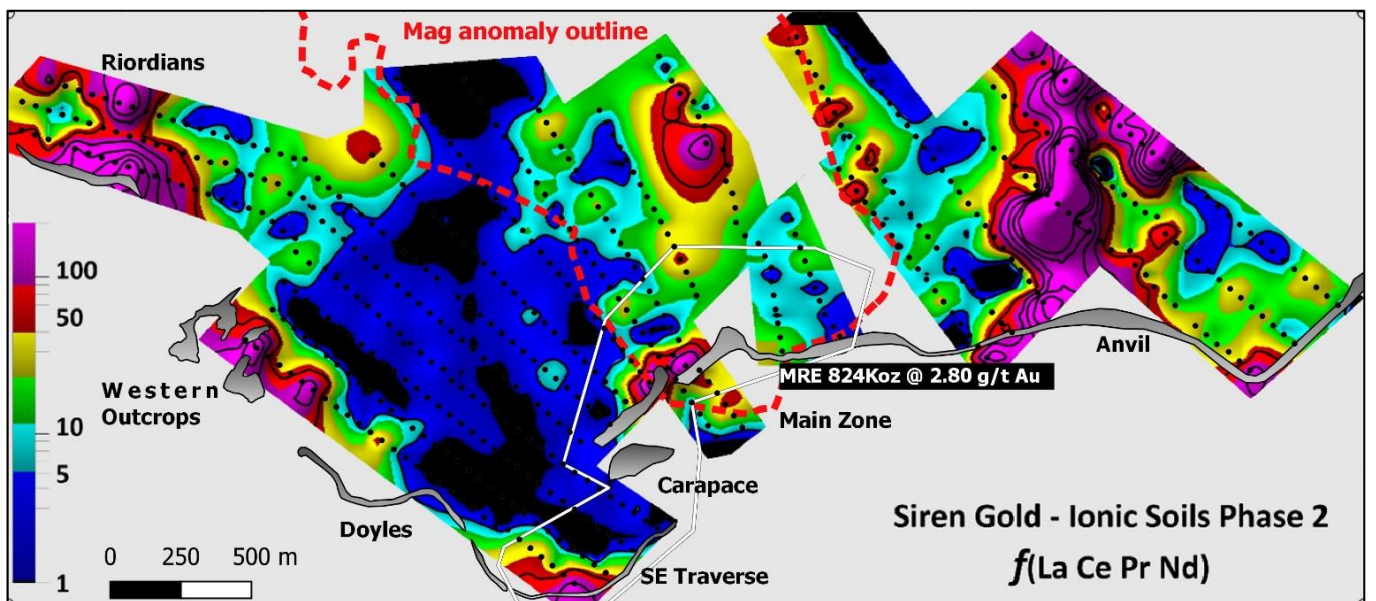 Mag anomaly outline
Riordians
100
50
10
5
1
Western
Outcrops
Doyles
0 250 500 m
Carapace
SE Traverse
MRE 824Koz @ 2.80 g/t Au
Main Zone
Anvil
Siren Gold - Ionic Soils Phase 2
f(La Ce Pr Nd)